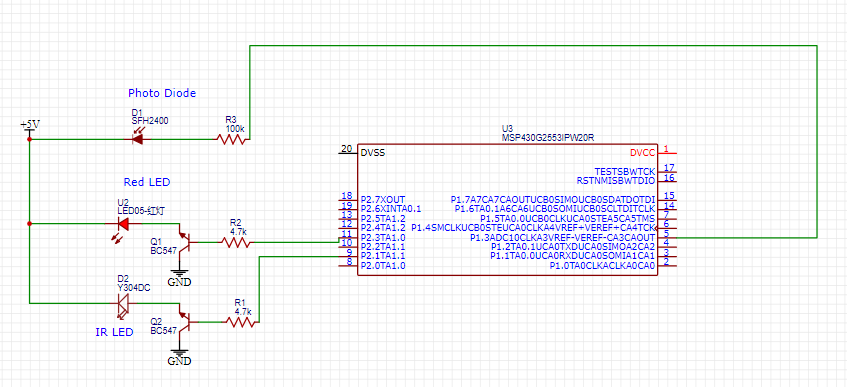 Photo Diode
D1
SFH2400
+5V
R3
100k
Red LED
U2
LED05-红灯
Q1
BC547
R2
4.7k
GND
D2
Y304DC
IR LED
Q2
BC547
R1
4.7k
GND
U3
MSP430G2553IPW20R
20 DVSS
DVCC 1
TESTSBWTCK 17
RSTNMISBWTDIO 16
18 P2.7XOUT
P1.7A7CA7CAOUTUCB0SIMOUCB0SDATDOTDI 15
19 P2.6XINTA0.1
P1.6TA0.1A6CA6UCB0SOMIUCB0SCLTDITCLK 14
13 P2.5TA1.2
P1.5TA0.0UCB0CLKUCA0STEA5CA5TMS 7
12 P2.4TA1.2
P1.4SMCLKUCB0STEUCA0CLKA4VREF+VEREF+CA4TCK 6
11 P2.3TA1.0
P1.3ADC10CLKA3VREF-VEREF-CA3CAOUT 5
10 P2.2TA1.1
P1.2TA0.1UCA0TXDUCA0SIMOA2CA2 4
9 P2.1TA1.1
P1.1TA0.0UCA0RXDUCA0SOMIA1CA1 3
8 P2.0TA1.0
P1.0TA0CLKACLKA0CA0 2